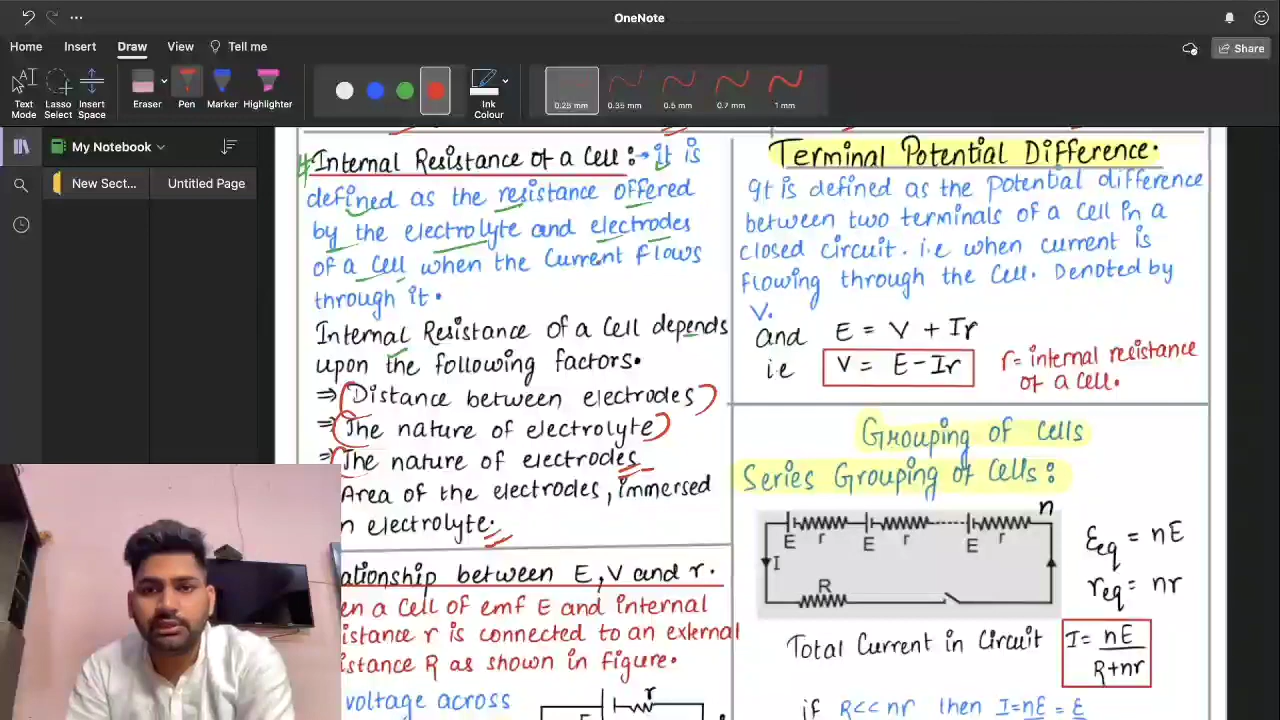 OneNote
Home Insert Draw View Tell me
Share
Text Mode
Lasso Select
Insert Space
Eraser
Pen
Marker
Highlighter
Ink Colour
0.25 mm
0.35 mm
0.5 mm
0.7 mm
1 mm
My Notebook
New Sect...
Untitled Page
# Internal Resistance of a Cell :→ it is
defined as the resistance offered
by the electrolyte and electrodes
of a cell when the Current flows
through it.
Internal Resistance of a Cell depends
upon the following factors.
⇒ Distance between electrodes
⇒ The nature of electrolyte
⇒ The nature of electrodes
Area of the electrodes, immersed
n electrolyte.
ationship between E, V and r.
en a Cell of emf E and internal
istance r is connected to an external
istance R as shown in figure.
voltage across
r
Terminal Potential Difference.
It is defined as the potential difference
between two terminals of a Cell in a
closed circuit. i.e when current is
flowing through the Cell. Denoted by
V.
and E = V + Ir
i.e V = E - Ir
r = internal resistance
of a cell.
Grouping of Cells
Series Grouping of Cells:
n
E r E r E r
I
R
Eeq = nE
req = nr
Total Current in Circuit I = nE / R+nr
if R<< nr then I = nE = E